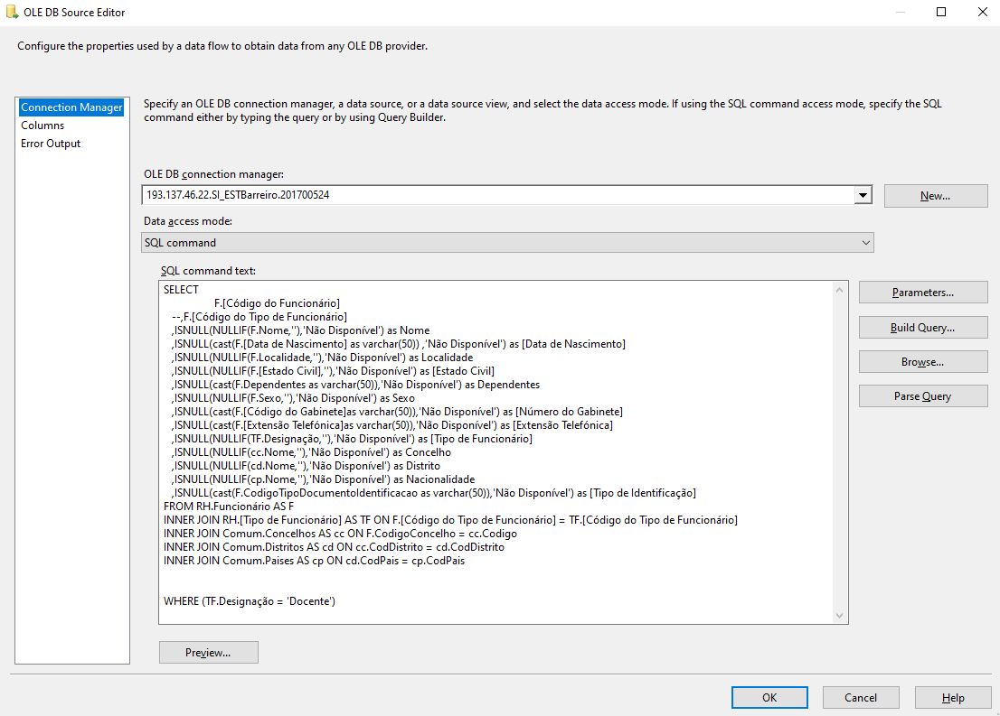 OLE DB Source Editor
Configure the properties used by a data flow to obtain data from any OLE DB provider.
Connection Manager
Columns
Error Output
Specify an OLE DB connection manager, a data source, or a data source view, and select the data access mode. If using the SQL command access mode, specify the SQL
command either by typing the query or by using Query Builder.
OLE DB connection manager:
193.137.46.22.SI_ESTBarreiro.201700524
New...
Data access mode:
SQL command
SQL command text:
SELECT
F.[Código do Funcionário]
--,F.[Código do Tipo de Funcionário]
,ISNULL(NULLIF(F.Nome,''),'Não Disponível') as Nome
,ISNULL(cast(F.[Data de Nascimento] as varchar(50)) ,'Não Disponível') as [Data de Nascimento]
,ISNULL(NULLIF(F.Localidade,''),'Não Disponível') as Localidade
,ISNULL(NULLIF(F.[Estado Civil],''),'Não Disponível') as [Estado Civil]
,ISNULL(cast(F.Dependentes as varchar(50)),'Não Disponível') as Dependentes
,ISNULL(NULLIF(F.Sexo,''),'Não Disponível') as Sexo
,ISNULL(cast(F.[Código do Gabinete]as varchar(50)),'Não Disponível') as [Número do Gabinete]
,ISNULL(cast(F.[Extensão Telefónica]as varchar(50)),'Não Disponível') as [Extensão Telefónica]
,ISNULL(NULLIF(TF.Designação,''),'Não Disponível') as [Tipo de Funcionário]
,ISNULL(NULLIF(cc.Nome,''),'Não Disponível') as Concelho
,ISNULL(NULLIF(cd.Nome,''),'Não Disponível') as Distrito
,ISNULL(NULLIF(cp.Nome,''),'Não Disponível') as Nacionalidade
,ISNULL(cast(F.CodigoTipoDocumentoIdentificacao as varchar(50)),'Não Disponível') as [Tipo de Identificação]
FROM RH.Funcionário AS F
INNER JOIN RH.[Tipo de Funcionário] AS TF ON F.[Código do Tipo de Funcionário] = TF.[Código do Tipo de Funcionário]
INNER JOIN Comum.Concelhos AS cc ON F.CodigoConcelho = cc.Codigo
INNER JOIN Comum.Distritos AS cd ON cc.CodDistrito = cd.CodDistrito
INNER JOIN Comum.Paises AS cp ON cd.CodPais = cp.CodPais
WHERE (TF.Designação = 'Docente')
Parameters...
Build Query...
Browse...
Parse Query
Preview...
OK
Cancel
Help